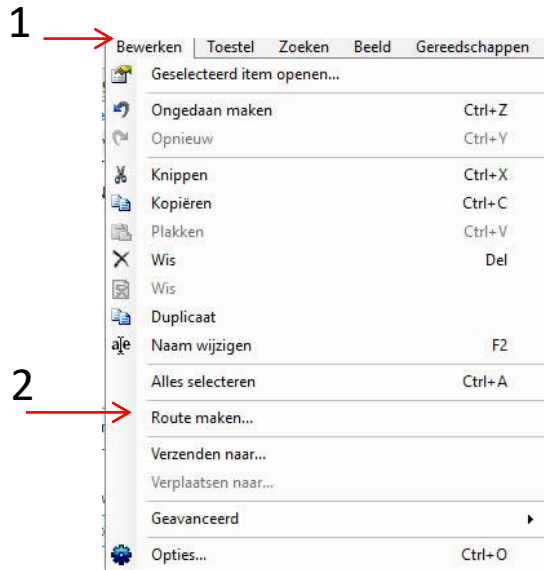 1
Bewerken Toestel Zoeken Beeld Gereedschappen
Geselecteerd item openen...
Ongedaan maken Ctrl+Z
Opnieuw Ctrl+Y
Knippen Ctrl+X
Kopiëren Ctrl+C
Plakken Ctrl+V
Wis Del
Wis
Duplicaat
Naam wijzigen F2
Alles selecteren Ctrl+A
2
Route maken...
Verzenden naar...
Verplaatsen naar...
Geavanceerd
Opties... Ctrl+O